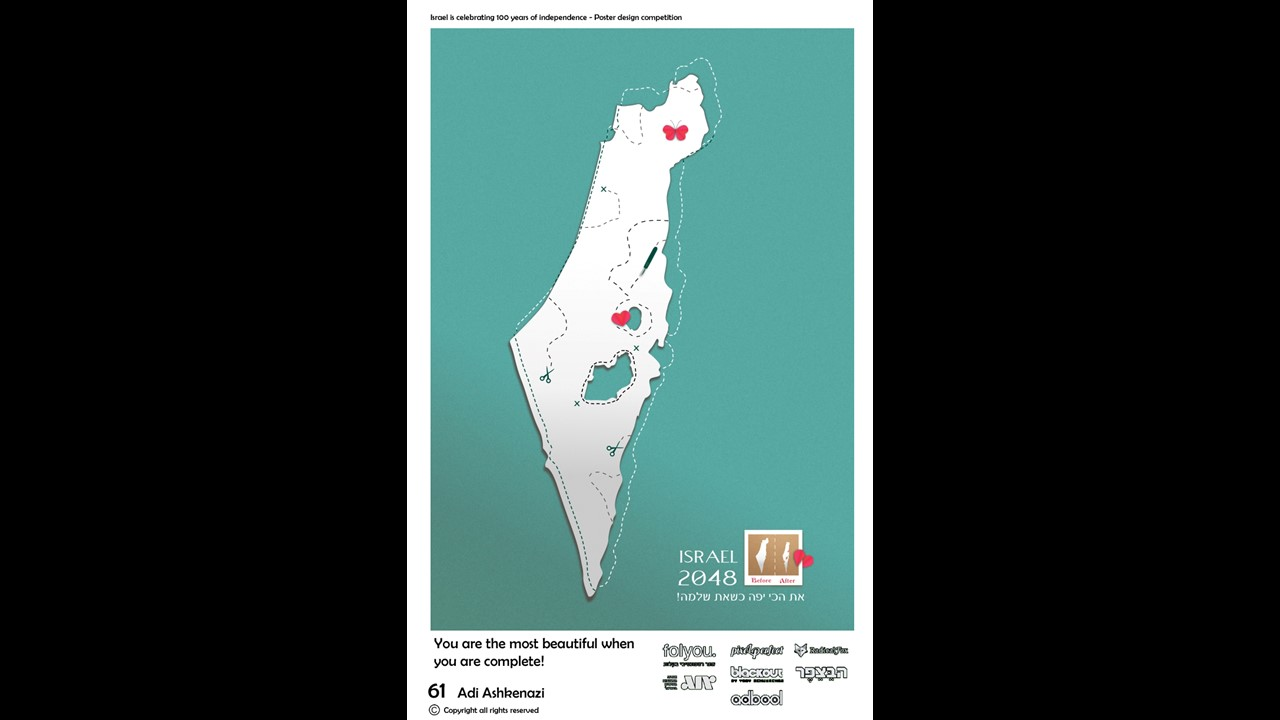 Israel is celebrating 100 years of independence - Poster design competition
ISRAEL
2048
Before After
את הכי יפה כשאת שלמה!
You are the most beautiful when
you are complete!
61 Adi Ashkenazi
© Copyright all rights reserved
folyou.
pixel perfect
RadicalFox
blackout
הבצפר
adbool